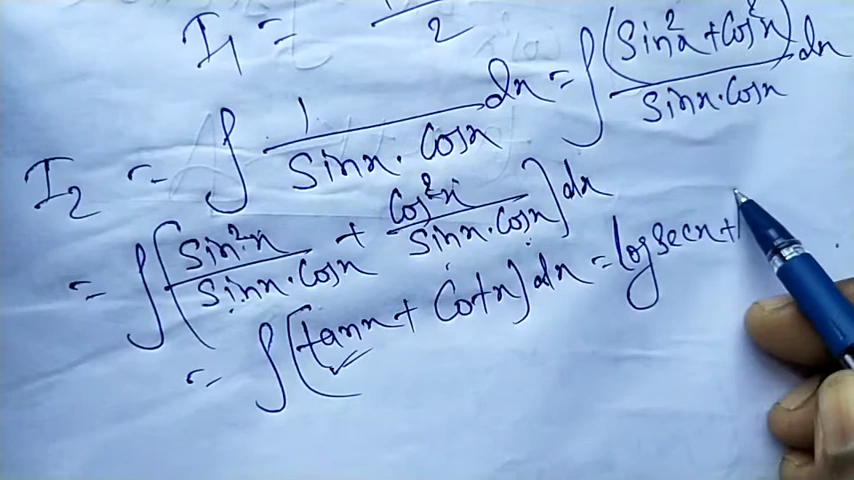 I₁ = 2
I₂ = ∫ 1/(Sinx·Cosx) dx = ∫ (Sin²x + Cos²x)/(Sinx·Cosx) dx
= ∫ [Sin²x/(Sinx·Cosx) + Cos²x/(Sinx·Cosx)] dx
= ∫ (tanx + Cotx) dx = log secx +